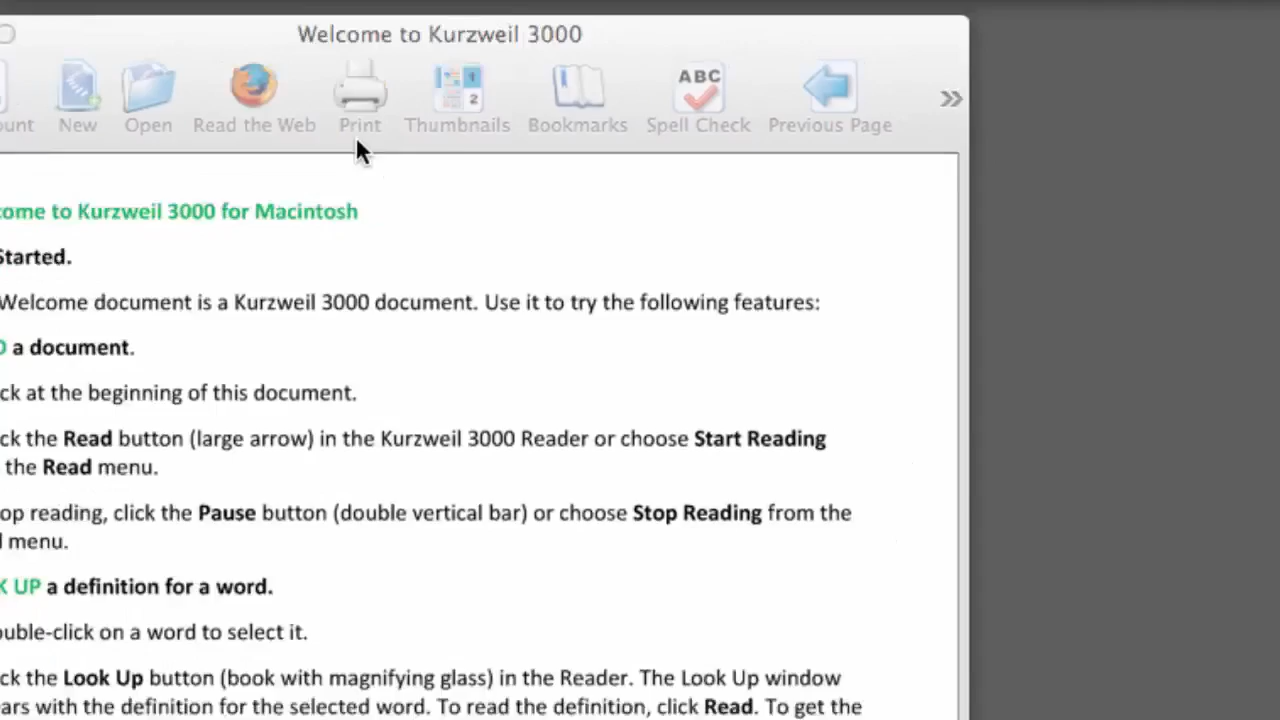 Welcome to Kurzweil 3000
ount New Open Read the Web Print Thumbnails Bookmarks Spell Check Previous Page
1
2
ABC
come to Kurzweil 3000 for Macintosh
Started.
Welcome document is a Kurzweil 3000 document. Use it to try the following features:
D a document.
ck at the beginning of this document.
ck the Read button (large arrow) in the Kurzweil 3000 Reader or choose Start Reading
the Read menu.
op reading, click the Pause button (double vertical bar) or choose Stop Reading from the
d menu.
K UP a definition for a word.
ouble-click on a word to select it.
ck the Look Up button (book with magnifying glass) in the Reader. The Look Up window
ears with the definition for the selected word. To read the definition, click Read. To get the